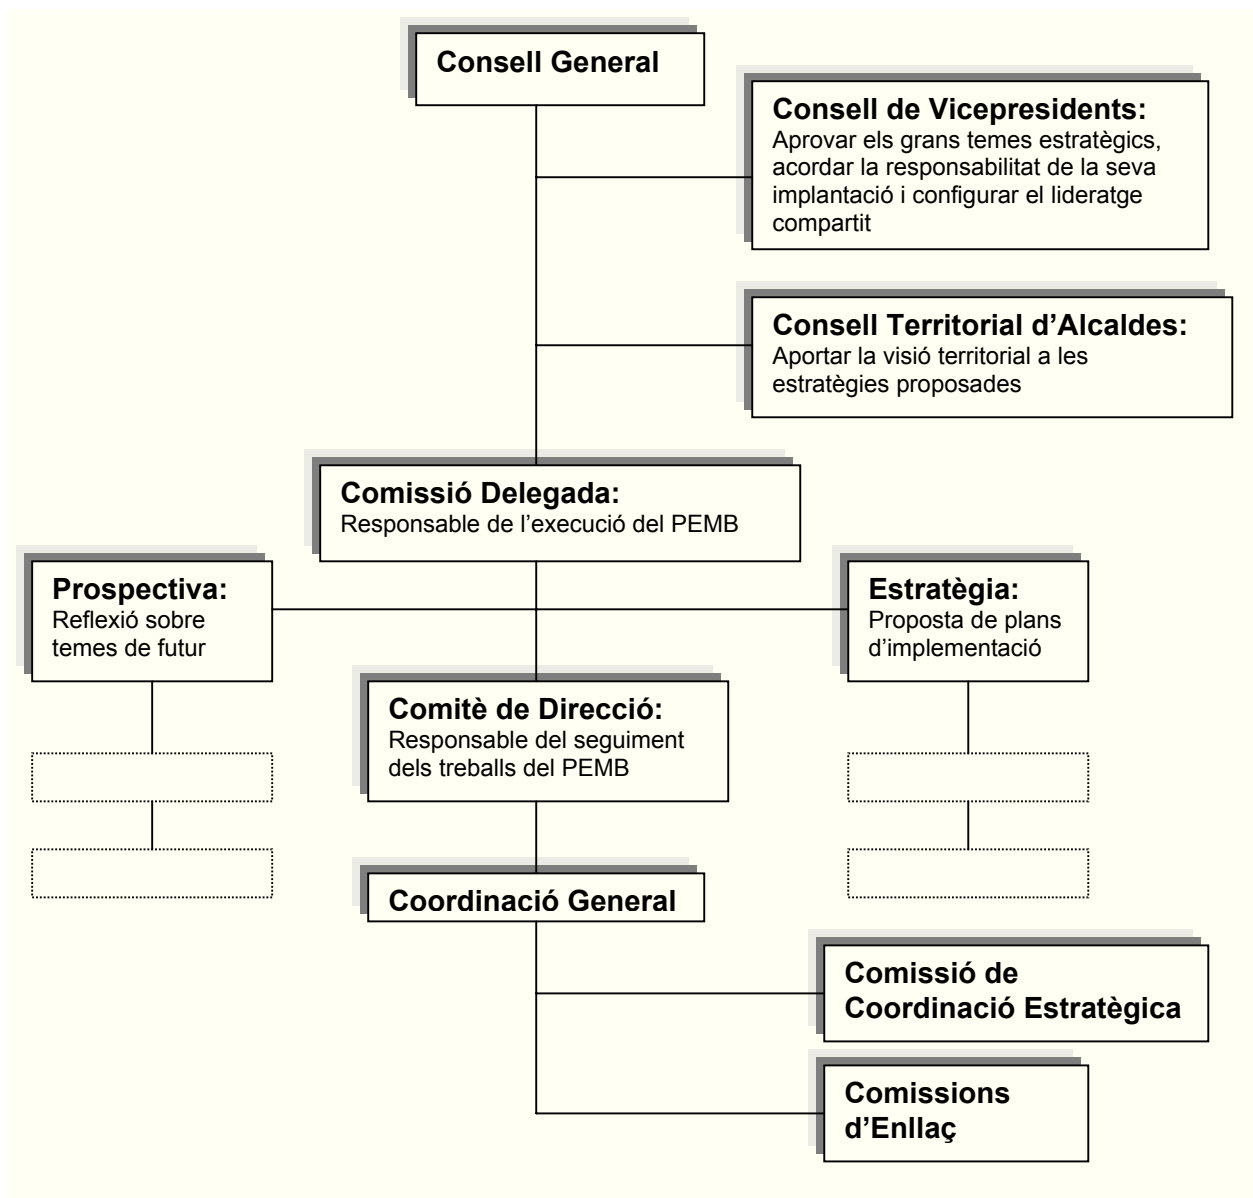 Consell General
Consell de Vicepresidents:
Aprovar els grans temes estratègics,
acordar la responsabilitat de la seva
implantació i configurar el lideratge
compartit
Consell Territorial d’Alcaldes:
Aportar la visió territorial a les
estratègies proposades
Comissió Delegada:
Responsable de l’execució del PEMB
Prospectiva:
Reflexió sobre
temes de futur
Estratègia:
Proposta de plans
d’implementació
Comitè de Direcció:
Responsable del seguiment
dels treballs del PEMB
Coordinació General
Comissió de
Coordinació Estratègica
Comissions
d’Enllaç